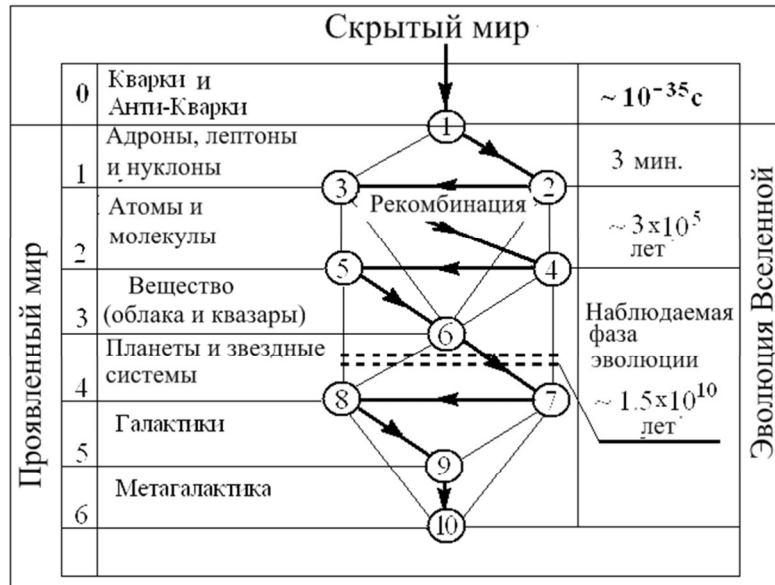 Скрытый мир
0
Кварки и
Анти-Кварки
~ 10⁻³⁵с
1
Адроны, лептоны
и нуклоны
1
3 мин.
3
2
Рекомбинация
Атомы и
молекулы
2
~ 3x10⁵
лет
5
4
Вещество
(облака и квазары)
3
6
Наблюдаемая
фаза
эволюции
~ 1.5x10¹⁰
лет
Планеты и звездные
системы
4
8
7
Галактики
5
9
Метагалактика
6
10
Проявленный мир
Эволюция Вселенной